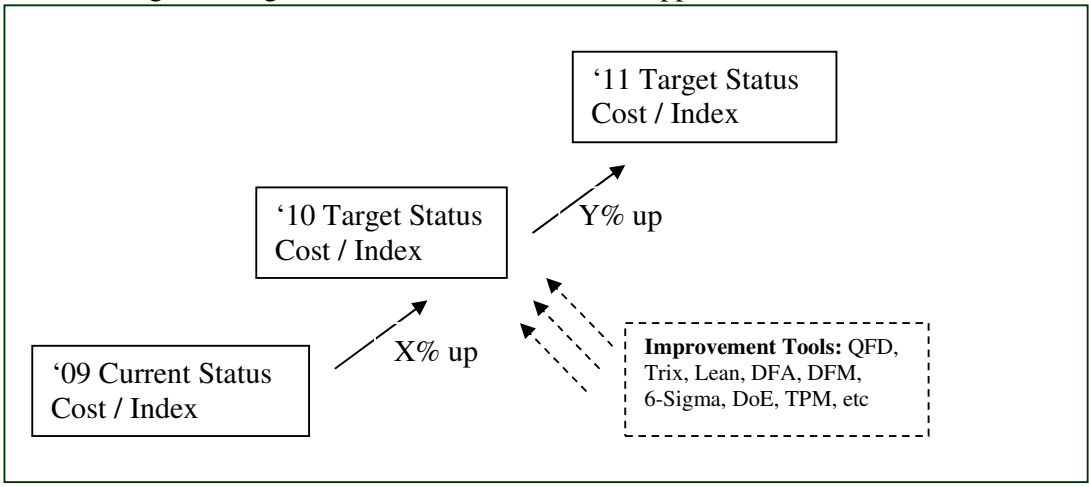 ‘11 Target Status
Cost / Index
‘10 Target Status
Cost / Index
Y% up
X% up
‘09 Current Status
Cost / Index
Improvement Tools: QFD,
Trix, Lean, DFA, DFM,
6-Sigma, DoE, TPM, etc